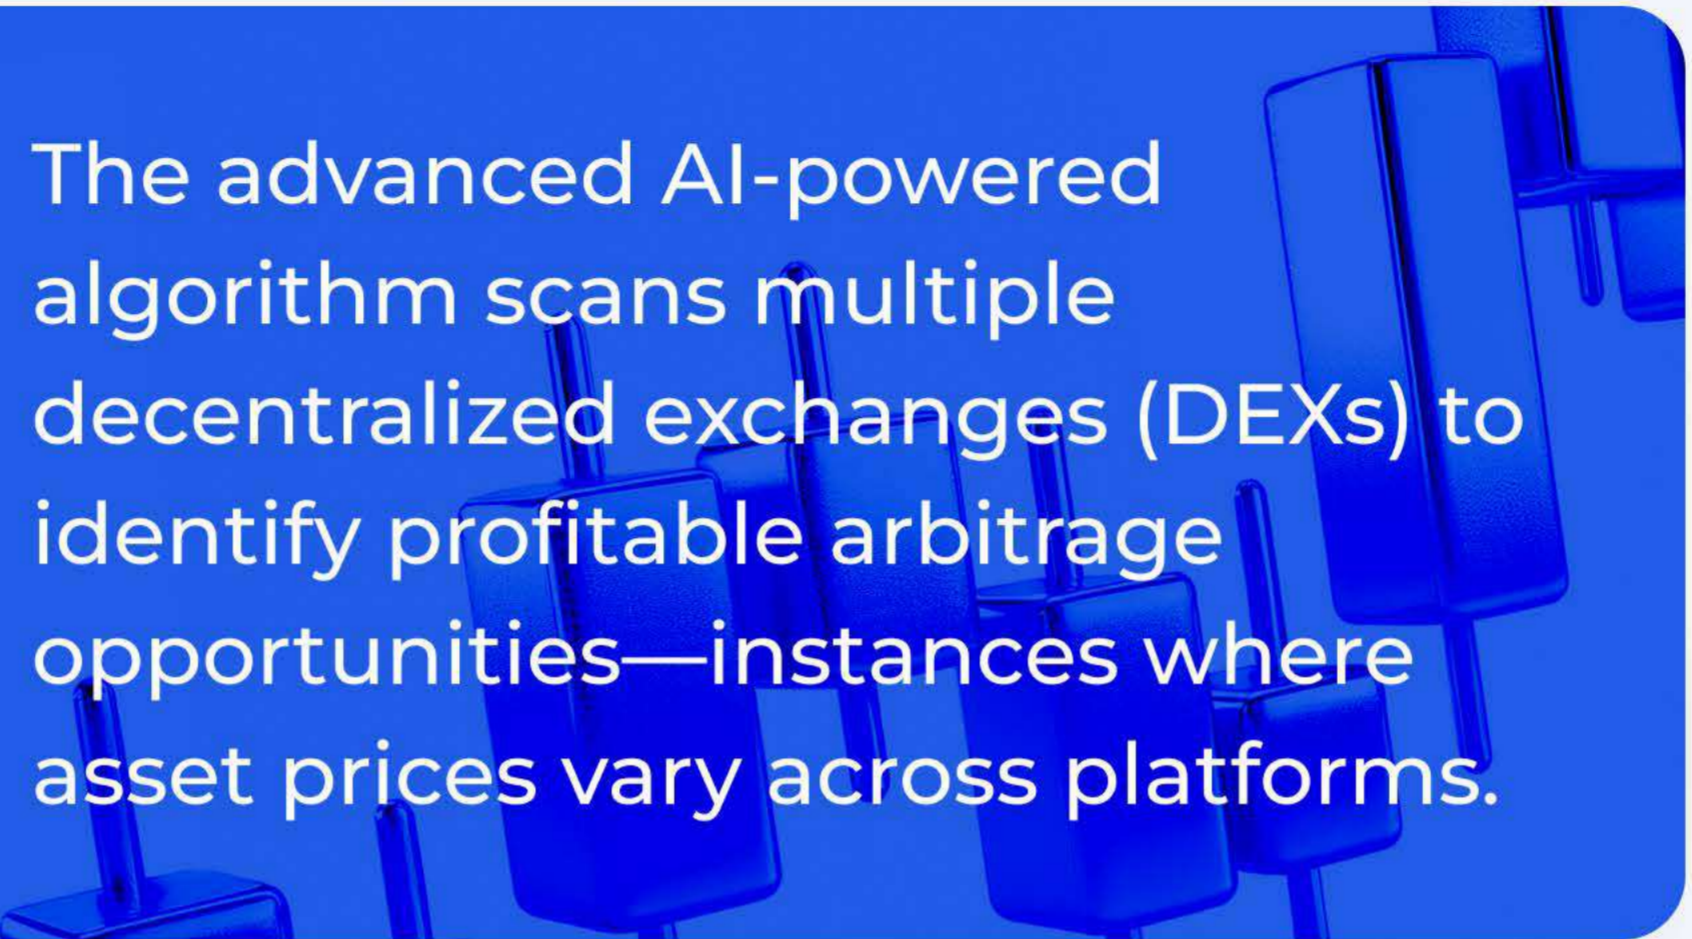 The advanced AI-powered
algorithm scans multiple
decentralized exchanges (DEXs) to
identify profitable arbitrage
opportunities—instances where
asset prices vary across platforms.